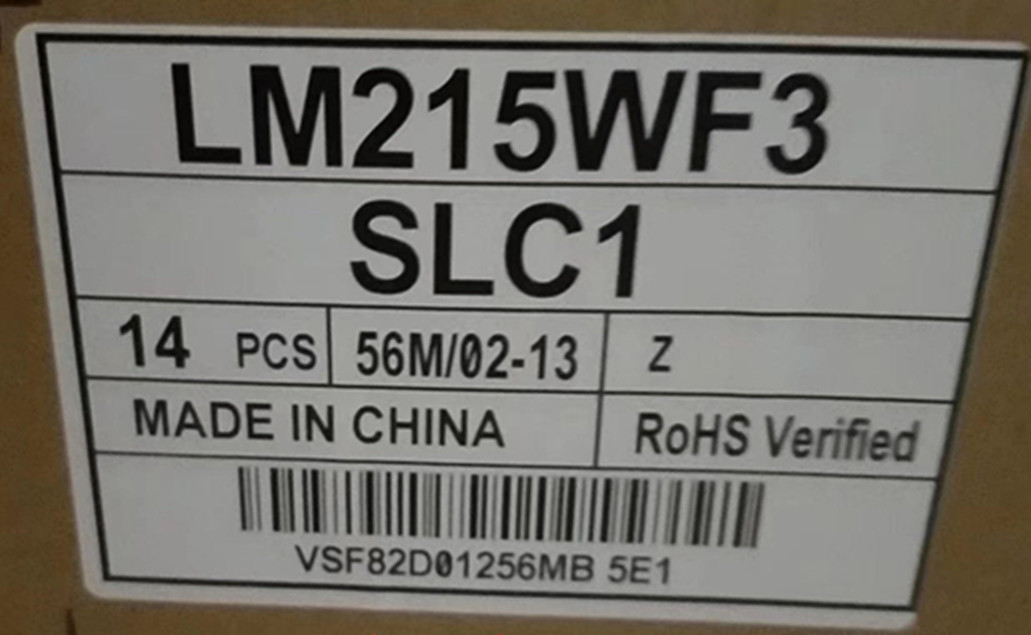 LM215WF3
SLC1
14 PCS 56M/02-13 Z
MADE IN CHINA RoHS Verified
VSF82D01256MB 5E1